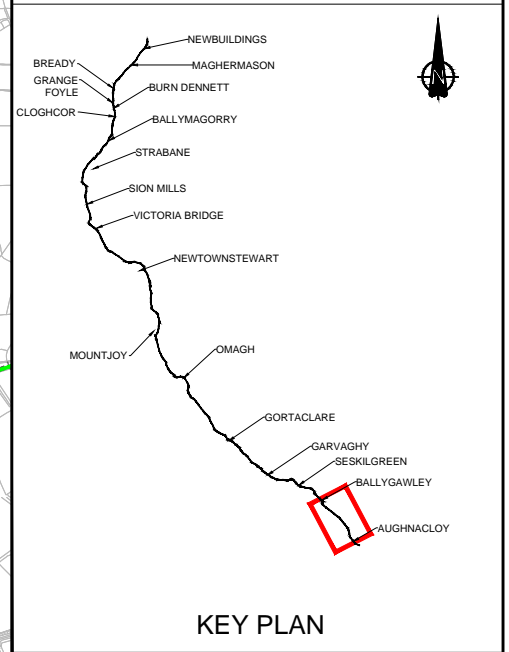 NEWBUILDINGS
MAGHERMASON
BREADY
GRANGE
FOYLE
BURN DENNETT
CLOGHCOR
BALLYMAGORRY
STRABANE
SION MILLS
VICTORIA BRIDGE
NEWTOWNSTEWART
MOUNTJOY
OMAGH
GORTACLARE
GARVAGHY
SESKILGREEN
BALLYGAWLEY
AUGHNACLOY
N
KEY PLAN